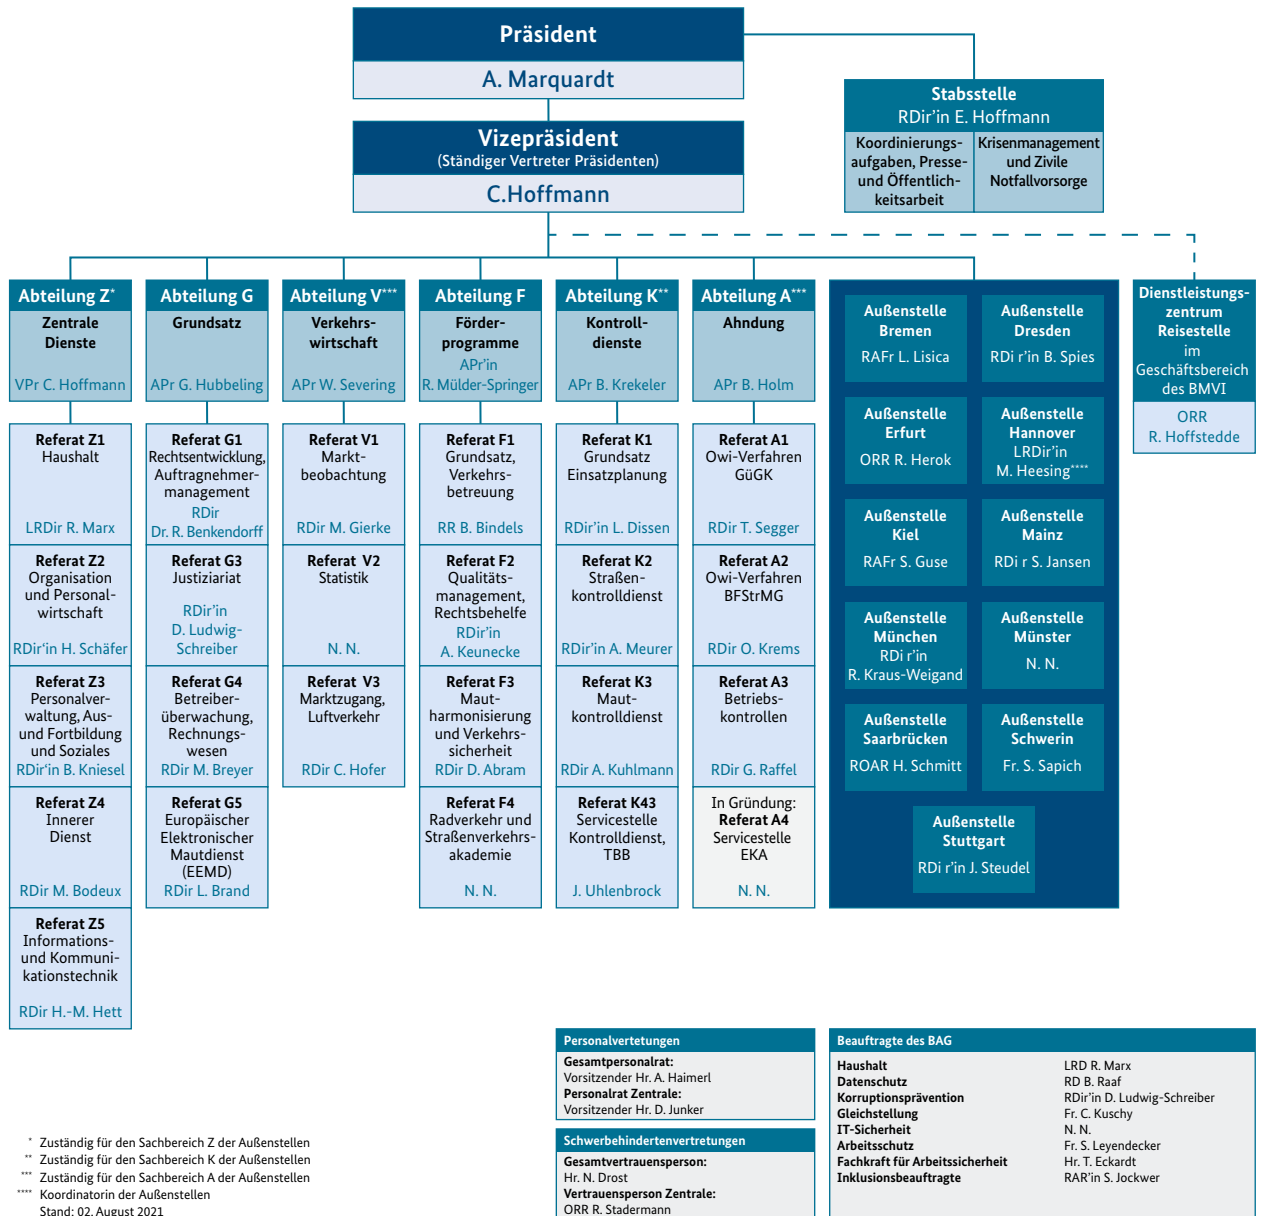 Präsident
A. Marquardt
Vizepräsident
(Ständiger Vertreter Präsidenten)
C.Hoffmann
Stabsstelle
RDir'in E. Hoffmann
Koordinierungs-
aufgaben, Presse-
und Öffentlich-
keitsarbeit
Krisenmanagement
und Zivile
Notfallvorsorge
Abteilung Z*
Zentrale
Dienste
VPr C. Hoffmann
Referat Z1
Haushalt
LRDir R. Marx
Referat Z2
Organisation
und Personal-
wirtschaft
RDir'in H. Schäfer
Referat Z3
Personalver-
waltung, Aus-
und Fortbildung
und Soziales
RDir'in B. Kniesel
Referat Z4
Innerer
Dienst
RDir M. Bodeux
Referat Z5
Informations-
und Kommuni-
kationstechnik
RDir H.-M. Hett
Abteilung G
Grundsatz
APr G. Hubbeling
Referat G1
Rechtsentwicklung,
Auftragnehmer-
management
RDir
Dr. R. Benkendorff
Referat G3
Justiziariat
RDir'in
D. Ludwig-
Schreiber
Referat G4
Betreiber-
überwachung,
Rechnungs-
wesen
RDir M. Breyer
Referat G5
Europäischer
Elektronischer
Mautdienst
(EEMD)
RDir L. Brand
Abteilung V***
Verkehrs-
wirtschaft
APr W. Severing
Referat V1
Markt-
beobachtung
RDir M. Gierke
Referat V2
Statistik
N. N.
Referat V3
Marktzugang,
Luftverkehr
RDir C. Hofer
Abteilung F
Förder-
programme
APr'in
R. Mülder-Springer
Referat F1
Grundsatz,
Verkehrs-
betreuung
RR B. Bindels
Referat F2
Qualitäts-
management,
Rechtsbehelfe
RDir'in
A. Keunecke
Referat F3
Maut-
harmonisierung
und Verkehrs-
sicherheit
RDir D. Abram
Referat F4
Radverkehr und
Straßenverkehrs-
akademie
N. N.
Abteilung K**
Kontroll-
dienste
APr B. Krekeler
Referat K1
Grundsatz
Einsatzplanung
RDir'in L. Dissen
Referat K2
Straßen-
kontrolldienst
RDir'in A. Meurer
Referat K3
Maut-
kontrolldienst
RDir A. Kuhlmann
Referat K43
Servicestelle
Kontrolldienst,
TBB
J. Uhlenbrock
Abteilung A***
Ahndung
APr B. Holm
Referat A1
Owi-Verfahren
GüGK
RDir T. Segger
Referat A2
Owi-Verfahren
BFStrMG
RDir O. Krems
Referat A3
Betriebs-
kontrollen
RDir G. Raffel
In Gründung:
Referat A4
Servicestelle
EKA
N. N.
Außenstelle
Bremen
RAFr L. Lisica
Außenstelle
Dresden
RDi r'in B. Spies
Außenstelle
Erfurt
ORR R. Herok
Außenstelle
Hannover
LRDir'in
M. Heesing****
Außenstelle
Kiel
RAFr S. Guse
Außenstelle
Mainz
RDi r S. Jansen
Außenstelle
München
RDi r'in
R. Kraus-Weigand
Außenstelle
Münster
N. N.
Außenstelle
Saarbrücken
ROAR H. Schmitt
Außenstelle
Schwerin
Fr. S. Sapich
Außenstelle
Stuttgart
RDi r'in J. Steudel
Dienstleistungs-
zentrum
Reisestelle
im
Geschäftsbereich
des BMVI
ORR
R. Hoffstedde
* Zuständig für den Sachbereich Z der Außenstellen
** Zuständig für den Sachbereich K der Außenstellen
*** Zuständig für den Sachbereich A der Außenstellen
**** Koordinatorin der Außenstellen
Stand: 02. August 2021
Personalvertetungen
Gesamtpersonalrat:
Vorsitzender Hr. A. Haimerl
Personalrat Zentrale:
Vorsitzender Hr. D. Junker
Schwerbehindertenvertretungen
Gesamtvertrauensperson:
Hr. N. Drost
Vertrauensperson Zentrale:
ORR R. Stadermann
Beauftragte des BAG
Haushalt LRD R. Marx
Datenschutz RD B. Raaf
Korruptionsprävention RDir'in D. Ludwig-Schreiber
Gleichstellung Fr. C. Kuschy
IT-Sicherheit N. N.
Arbeitsschutz Fr. S. Leyendecker
Fachkraft für Arbeitssicherheit Hr. T. Eckardt
Inklusionsbeauftragte RAR'in S. Jockwer